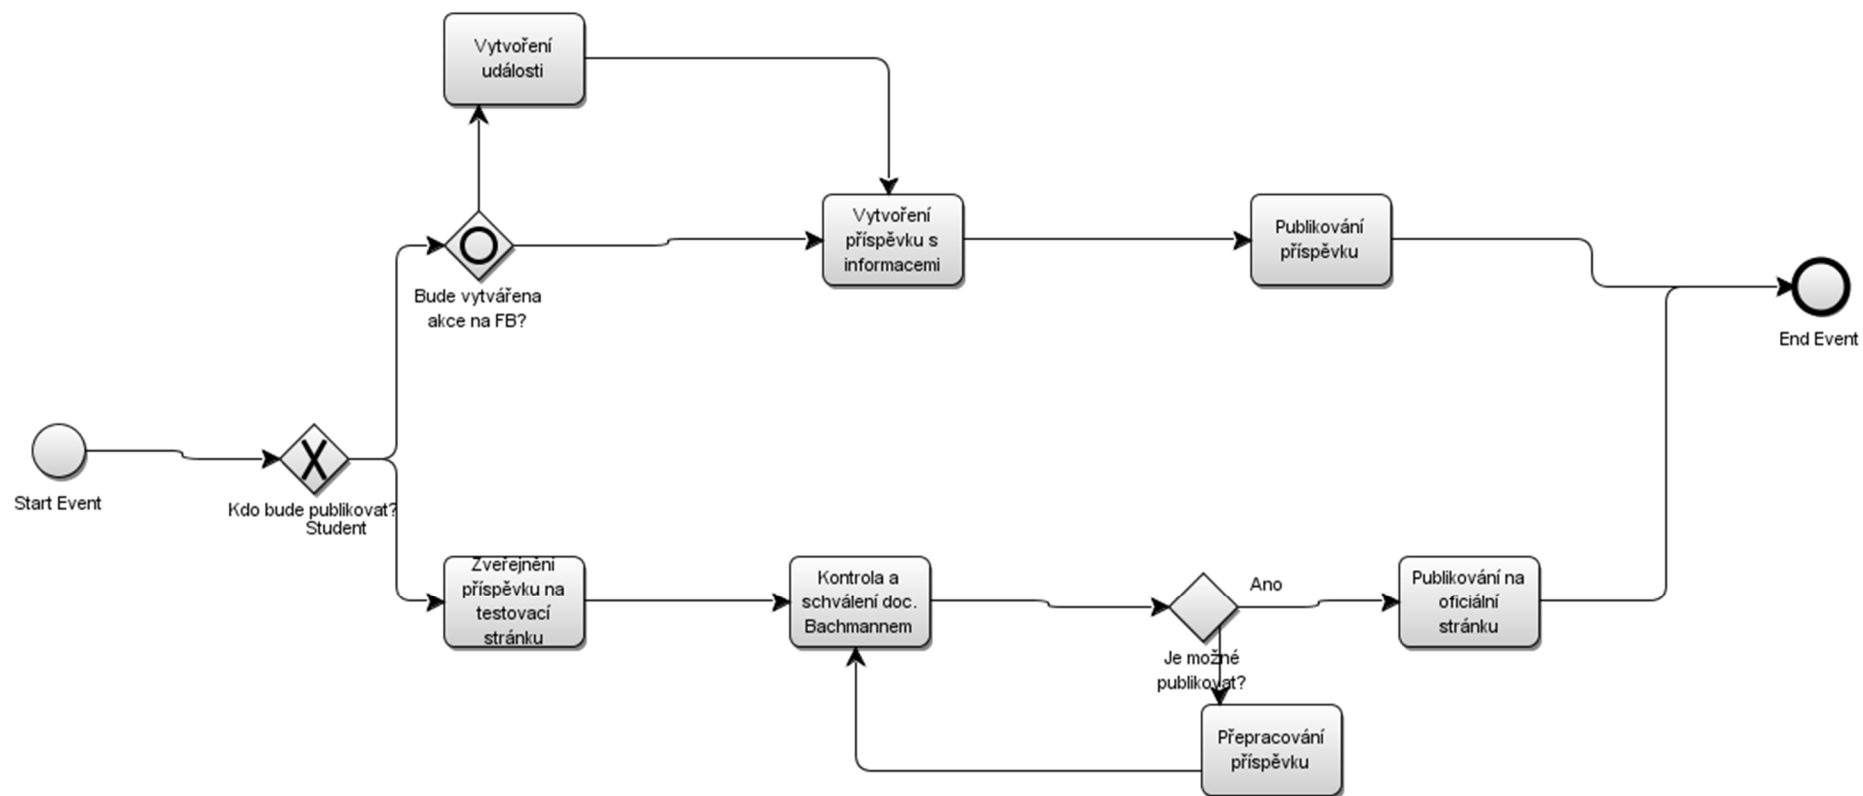 Vytvoření
události
Vytvoření
příspěvku s
informacemi
Publikování
příspěvku
Bude vytvářena
akce na FB?
End Event
Start Event
Kdo bude publikovat?
Student
Zveřejnění
příspěvku na
testovací
stránku
Kontrola a
schválení doc.
Bachmannem
Ano
Je možné
publikovat?
Publikování na
oficiální
stránku
Přepracování
příspěvku